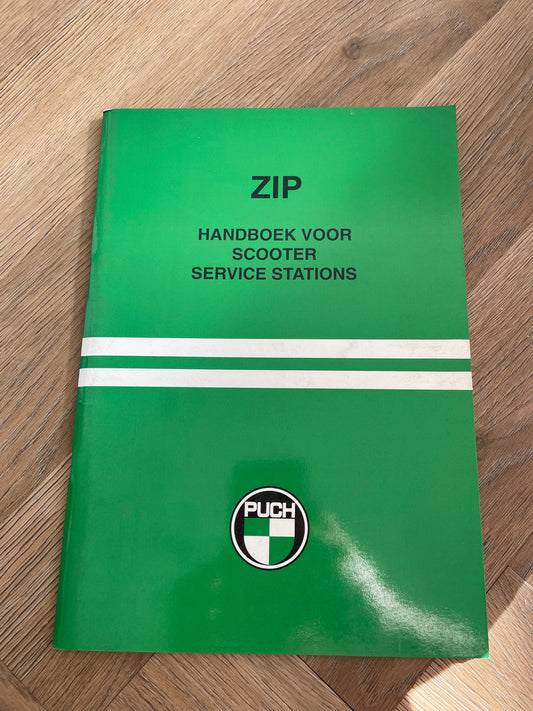 ZIP
HANDBOEK VOOR
SCOOTER
SERVICE STATIONS
PUCH